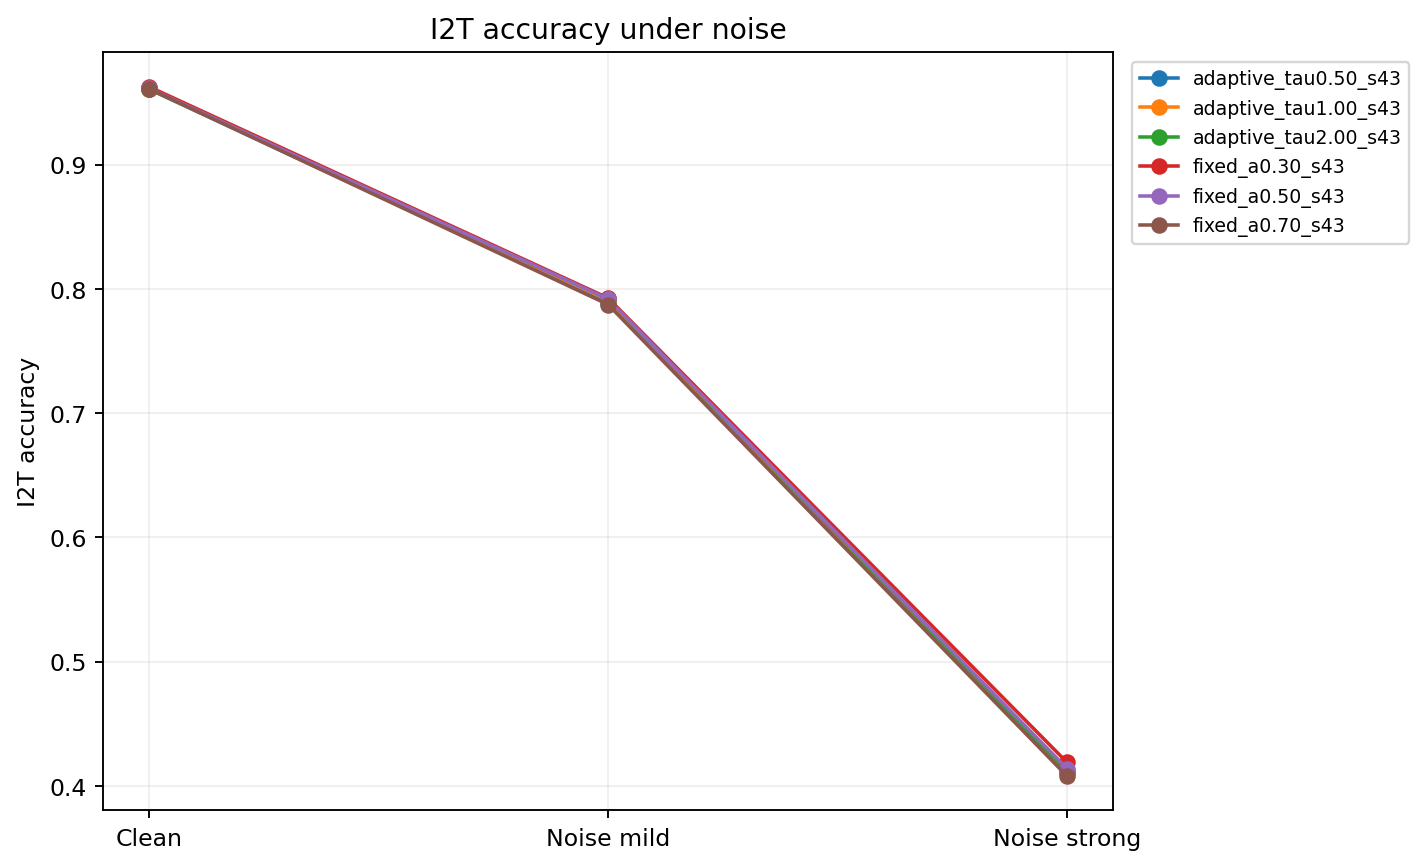 I2T accuracy under noise
I2T accuracy
0.9
0.8
0.7
0.6
0.5
0.4
Clean
Noise mild
Noise strong
adaptive_tau0.50_s43
adaptive_tau1.00_s43
adaptive_tau2.00_s43
fixed_a0.30_s43
fixed_a0.50_s43
fixed_a0.70_s43